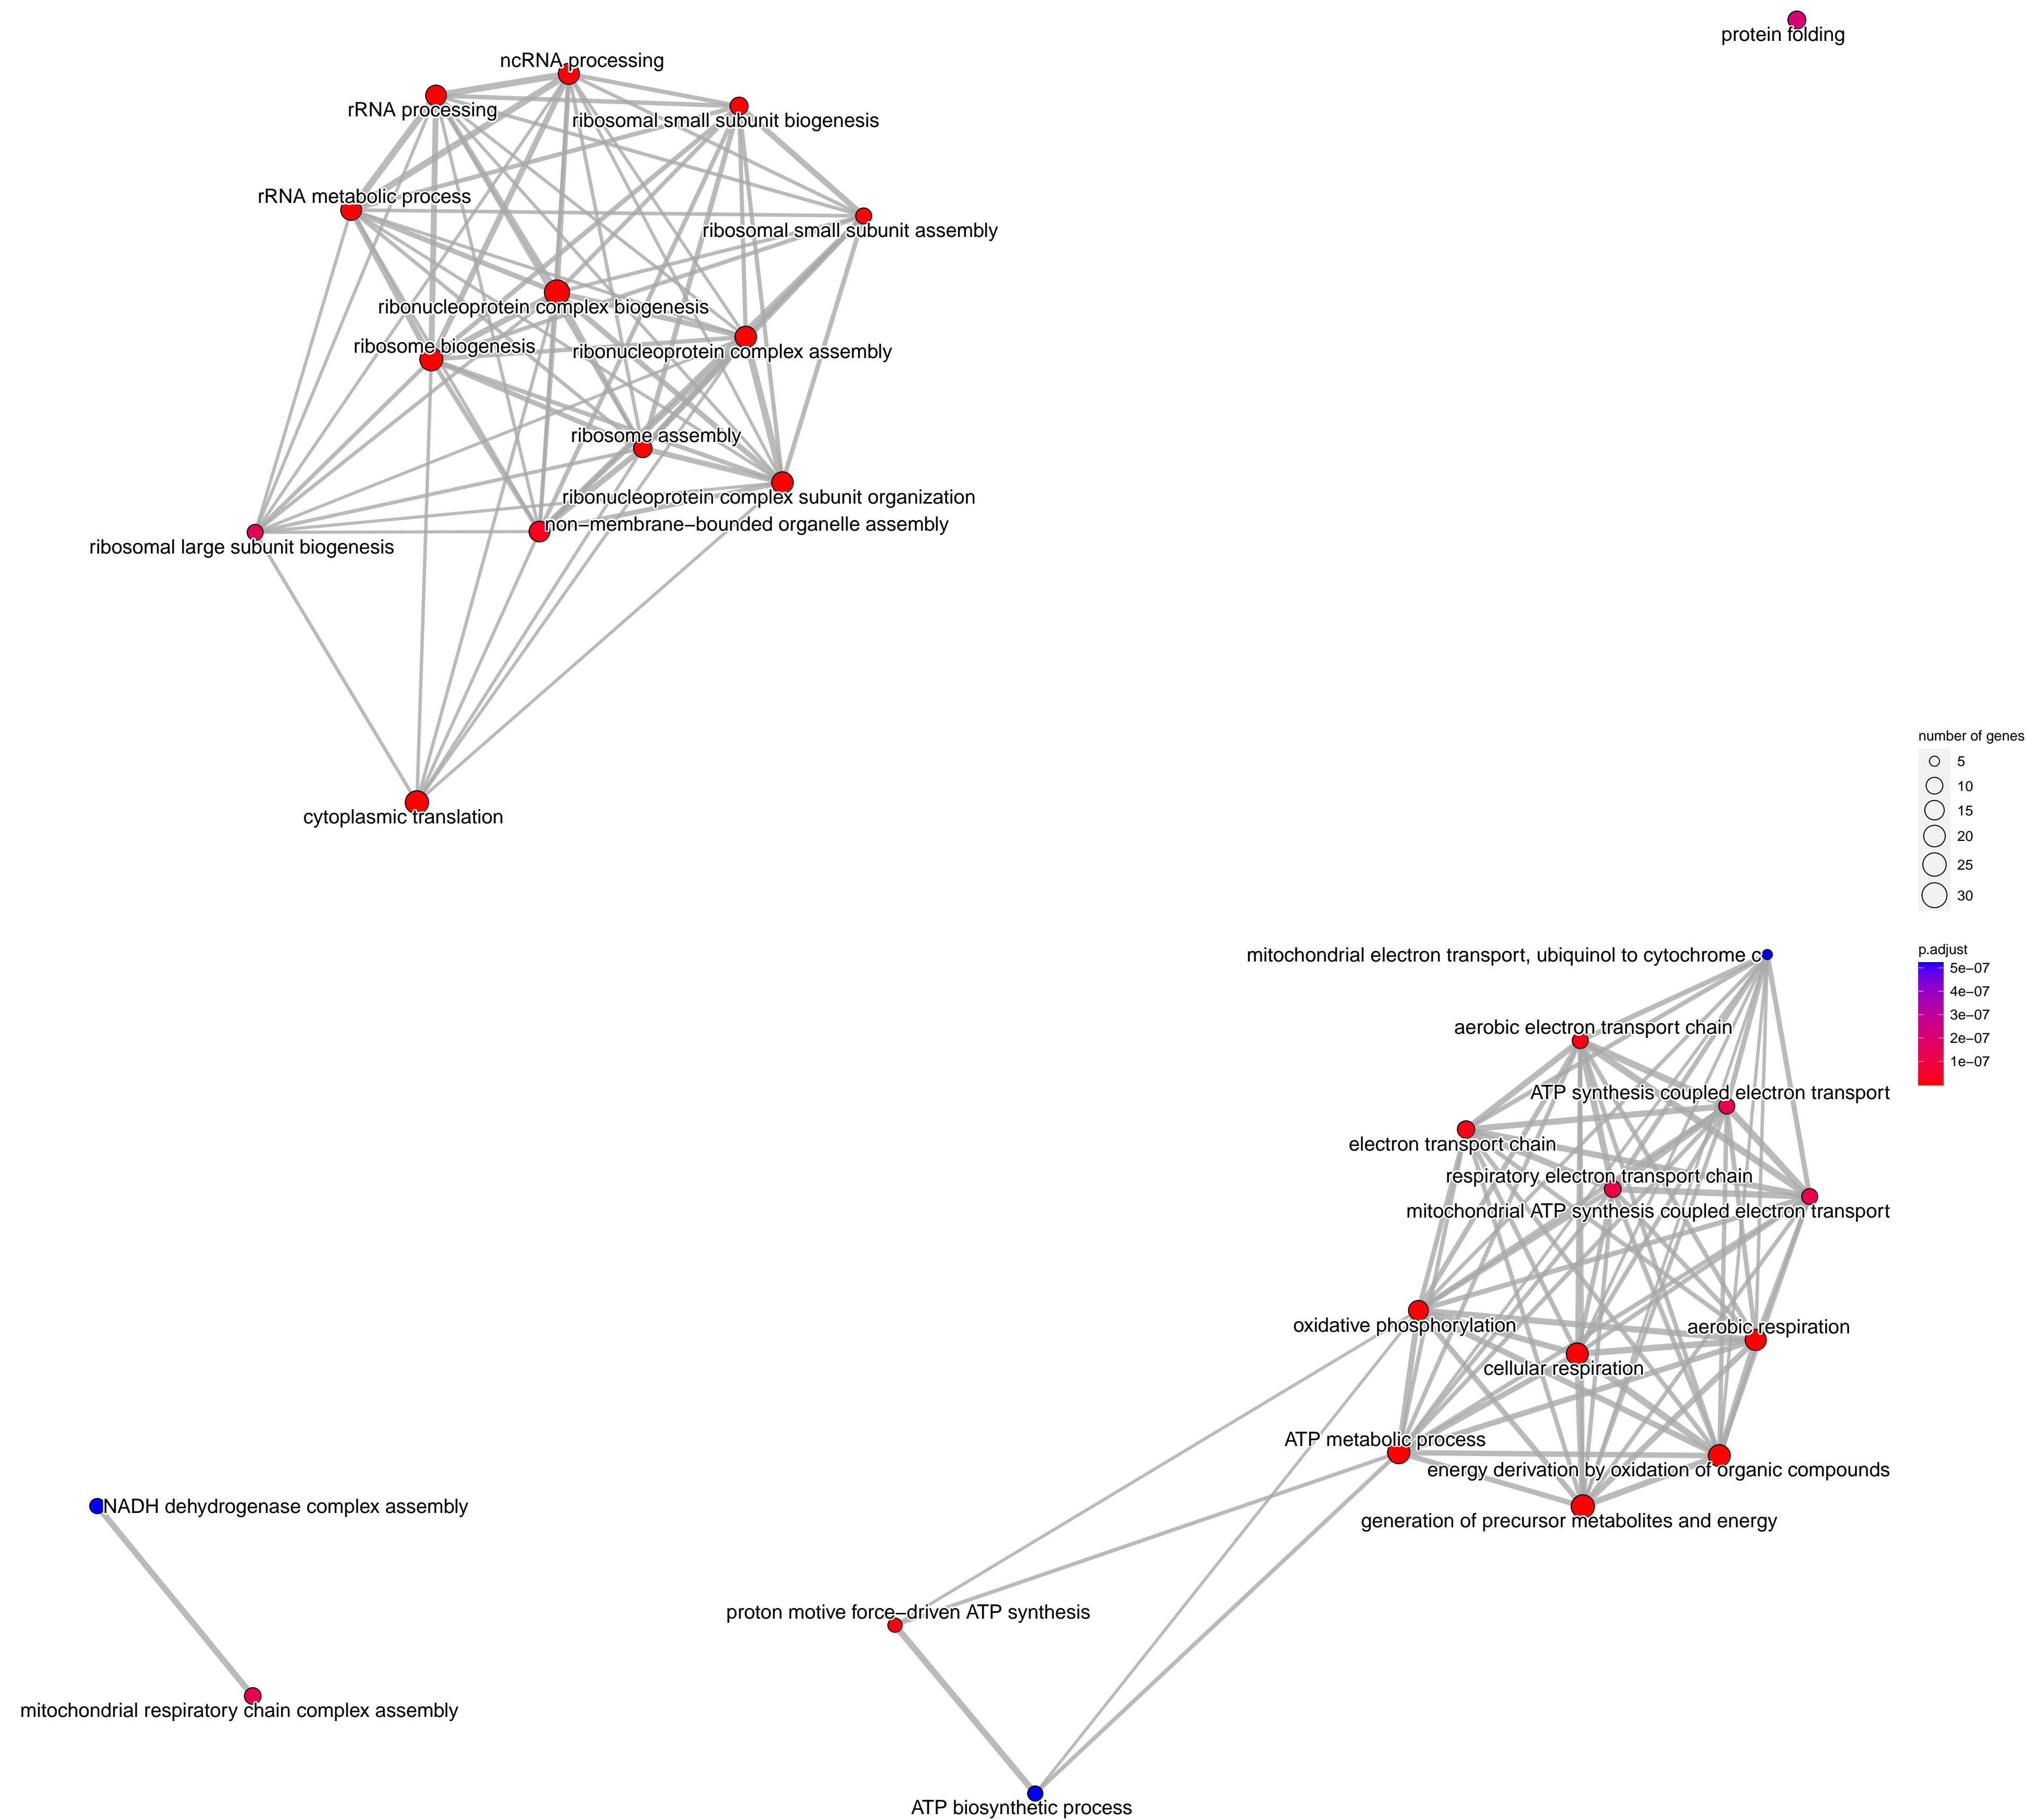 protein folding
ncRNA processing
rRNA processing
ribosomal small subunit biogenesis
rRNA metabolic process
ribosomal small subunit assembly
ribonucleoprotein complex biogenesis
ribosome biogenesis
ribonucleoprotein complex assembly
ribosome assembly
ribonucleoprotein complex subunit organization
non−membrane−bounded organelle assembly
ribosomal large subunit biogenesis
cytoplasmic translation
number of genes
5
10
15
20
25
30
p.adjust
5e−07
4e−07
3e−07
2e−07
1e−07
mitochondrial electron transport, ubiquinol to cytochrome c
aerobic electron transport chain
ATP synthesis coupled electron transport
electron transport chain
respiratory electron transport chain
mitochondrial ATP synthesis coupled electron transport
oxidative phosphorylation
aerobic respiration
cellular respiration
ATP metabolic process
energy derivation by oxidation of organic compounds
generation of precursor metabolites and energy
NADH dehydrogenase complex assembly
proton motive force−driven ATP synthesis
mitochondrial respiratory chain complex assembly
ATP biosynthetic process